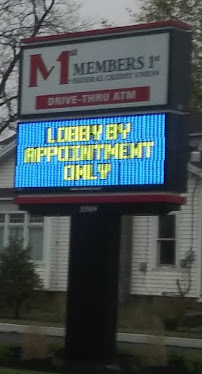 M1st MEMBERS 1st
FEDERAL CREDIT UNION
DRIVE-THRU ATM
LOBBY BY
APPOINTMENT
ONLY